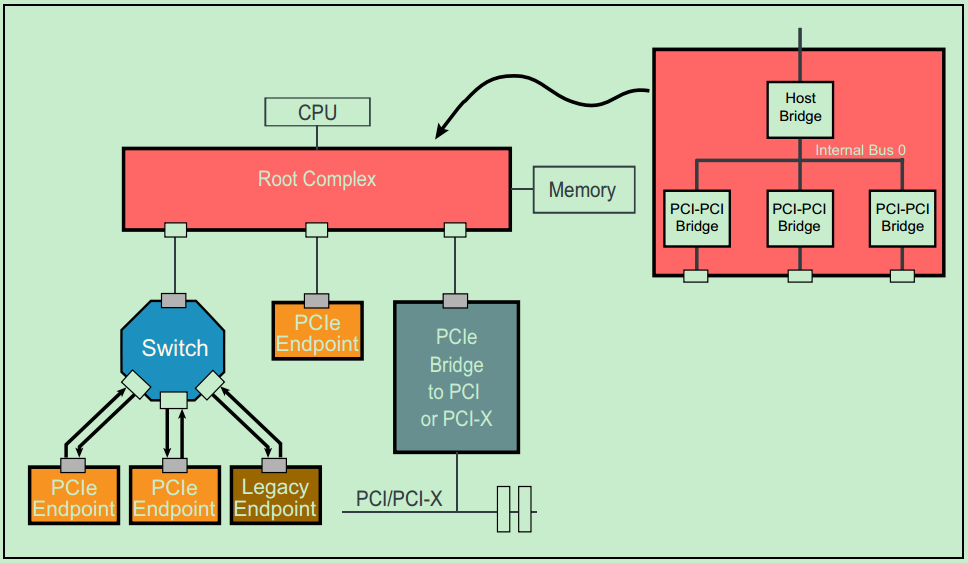 CPU
Root Complex
Memory
Host
Bridge
Internal Bus 0
PCI-PCI
Bridge
PCI-PCI
Bridge
PCI-PCI
Bridge
Switch
PCIe
Endpoint
PCIe
Bridge
to PCI
or PCI-X
PCIe
Endpoint
PCIe
Endpoint
Legacy
Endpoint
PCI/PCI-X